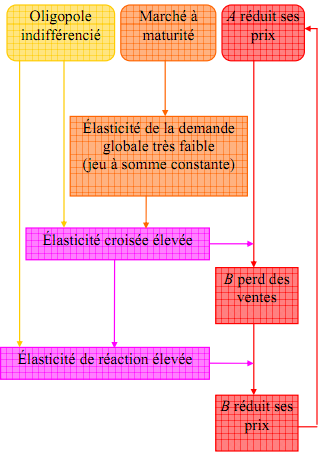 Oligopole
indifférencié
Marché à
maturité
A réduit ses
prix
Élasticité de la demande
globale très faible
(jeu à somme constante)
Élasticité croisée élevée
B perd des
ventes
Élasticité de réaction élevée
B réduit ses
prix